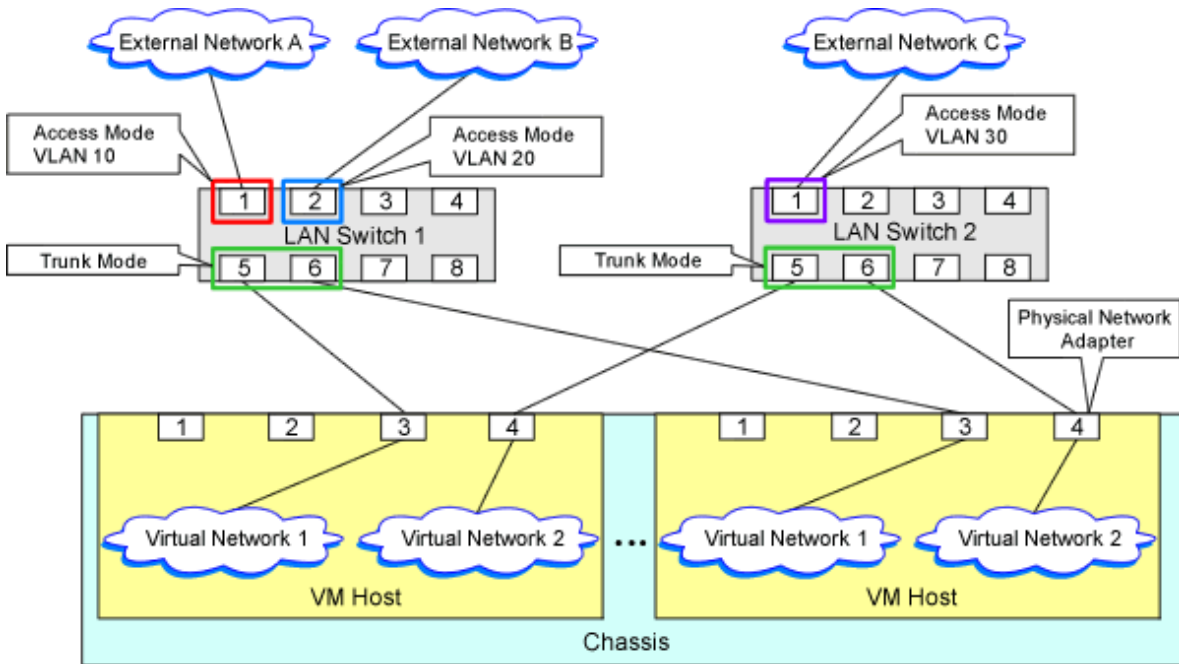 External Network A
External Network B
External Network C
Access Mode
VLAN 10
Access Mode
VLAN 20
Access Mode
VLAN 30
1
2
3
4
LAN Switch 1
5
6
7
8
Trunk Mode
1
2
3
4
LAN Switch 2
5
6
7
8
Trunk Mode
Physical Network
Adapter
1
2
3
4
Virtual Network 1
Virtual Network 2
VM Host
...
1
2
3
4
Virtual Network 1
Virtual Network 2
VM Host
Chassis